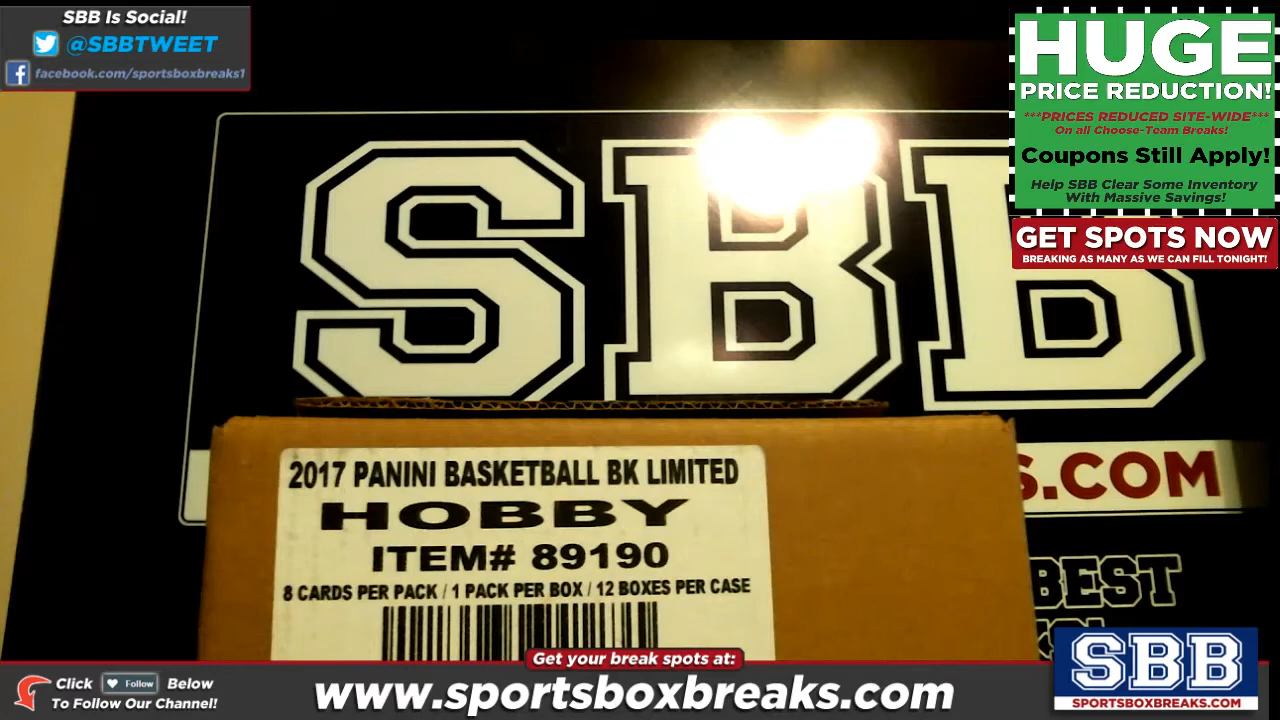 SBB Is Social!
@SBBTWEET
facebook.com/sportsboxbreaks1
HUGE
PRICE REDUCTION!
***PRICES REDUCED SITE-WIDE***
On all Choose-Team Breaks!
Coupons Still Apply!
Help SBB Clear Some Inventory
With Massive Savings!
GET SPOTS NOW
BREAKING AS MANY AS WE CAN FILL TONIGHT!
SBB
S.COM
BEST
2017 PANINI BASKETBALL BK LIMITED
HOBBY
ITEM# 89190
8 CARDS PER PACK / 1 PACK PER BOX / 12 BOXES PER CASE
Get your break spots at:
Click Follow Below
To Follow Our Channel!
www.sportsboxbreaks.com
SBB
SPORTSBOXBREAKS.COM